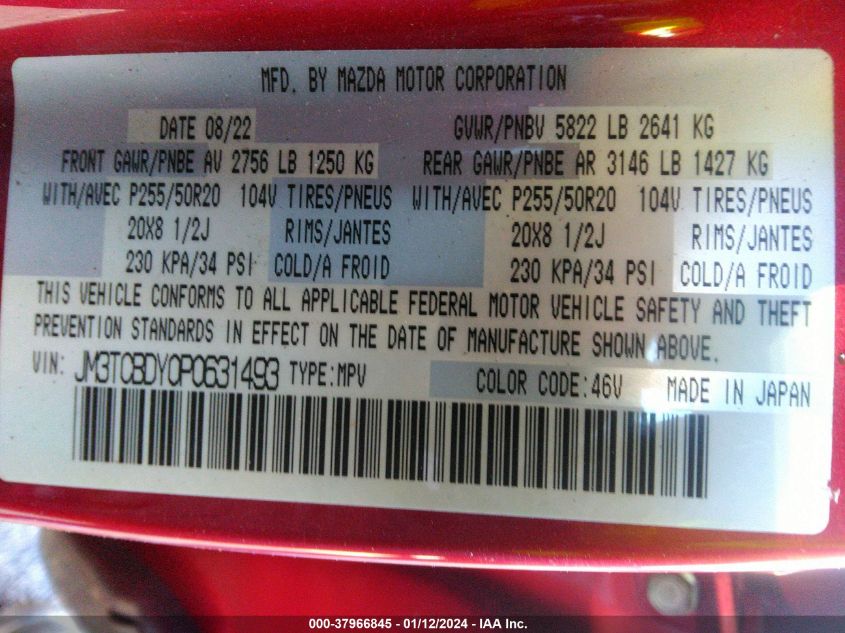 MFD. BY MAZDA MOTOR CORPORATION
DATE 08/22 GVWR/PNBV 5822 LB 2641 KG
FRONT GAWR/PNBE AV 2756 LB 1250 KG REAR GAWR/PNBE AR 3146 LB 1427 KG
WITH/AVEC P255/50R20 104V TIRES/PNEUS WITH/AVEC P255/50R20 104V TIRES/PNEUS
20X8 1/2J RIMS/JANTES 20X8 1/2J RIMS/JANTES
230 KPA/34 PSI COLD/A FROID 230 KPA/34 PSI COLD/A FROID
THIS VEHICLE CONFORMS TO ALL APPLICABLE FEDERAL MOTOR VEHICLE SAFETY AND THEFT
PREVENTION STANDARDS IN EFFECT ON THE DATE OF MANUFACTURE SHOWN ABOVE.
VIN: JM3TCBDY0P0631493 TYPE:MPV COLOR CODE:46V MADE IN JAPAN
000-37966845 - 01/12/2024 - IAA Inc.